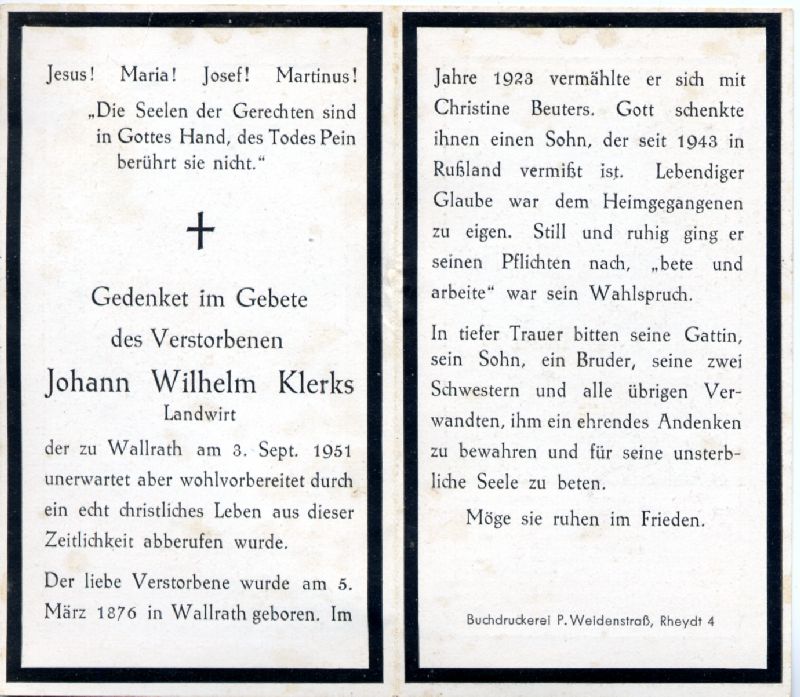 Jesus! Maria! Josef! Martinus!
„Die Seelen der Gerechten sind
in Gottes Hand, des Todes Pein
berührt sie nicht.“
Gedenket im Gebete
des Verstorbenen
Johann Wilhelm Klerks
Landwirt
der zu Wallrath am 3. Sept. 1951
unerwartet aber wohlvorbereitet durch
ein echt christliches Leben aus dieser
Zeitlichkeit abberufen wurde.
Der liebe Verstorbene wurde am 5.
März 1876 in Wallrath geboren. Im
Jahre 1923 vermählte er sich mit
Christine Beuters. Gott schenkte
ihnen einen Sohn, der seit 1943 in
Rußland vermißt ist. Lebendiger
Glaube war dem Heimgegangenen
zu eigen. Still und ruhig ging er
seinen Pflichten nach, „bete und
arbeite“ war sein Wahlspruch.
In tiefer Trauer bitten seine Gattin,
sein Sohn, ein Bruder, seine zwei
Schwestern und alle übrigen Ver-
wandten, ihm ein ehrendes Andenken
zu bewahren und für seine unsterb-
liche Seele zu beten.
Möge sie ruhen im Frieden.
Buchdruckerei P. Weidenstraß, Rheydt 4